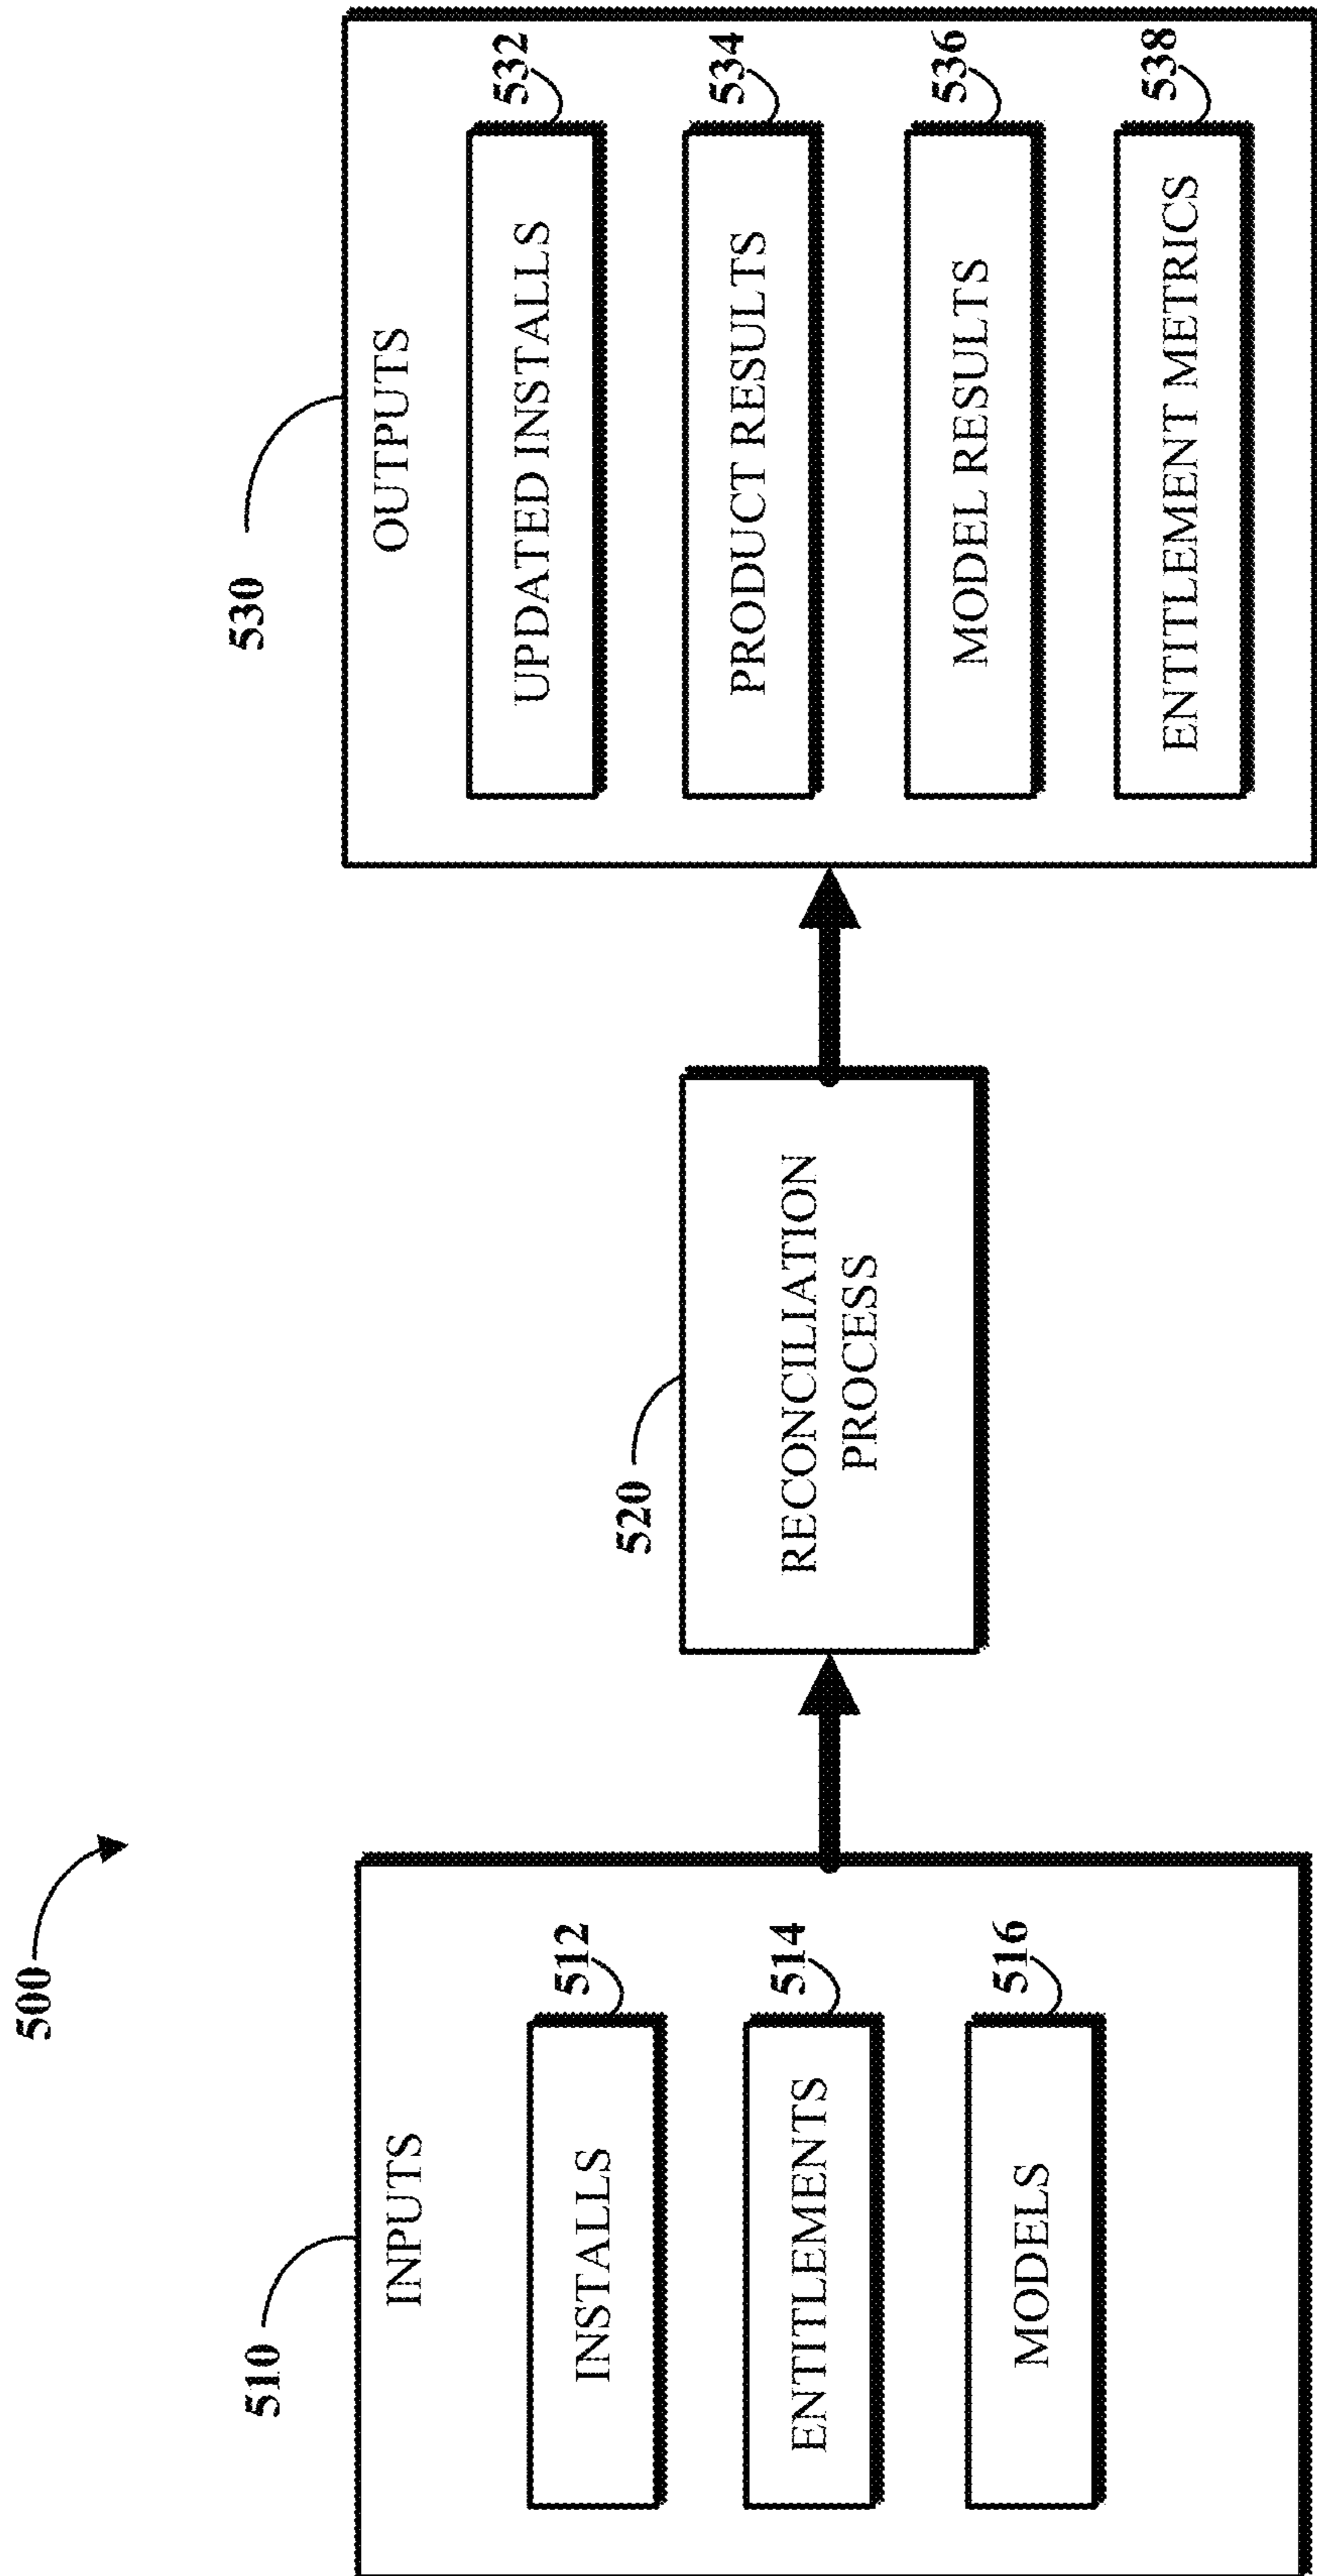 500
510
INPUTS
INSTALLS
512
ENTITLEMENTS
514
MODELS
516
520
RECONCILIATION
PROCESS
530
OUTPUTS
UPDATED INSTALLS
532
PRODUCT RESULTS
534
MODEL RESULTS
536
ENTITLEMENT METRICS
538